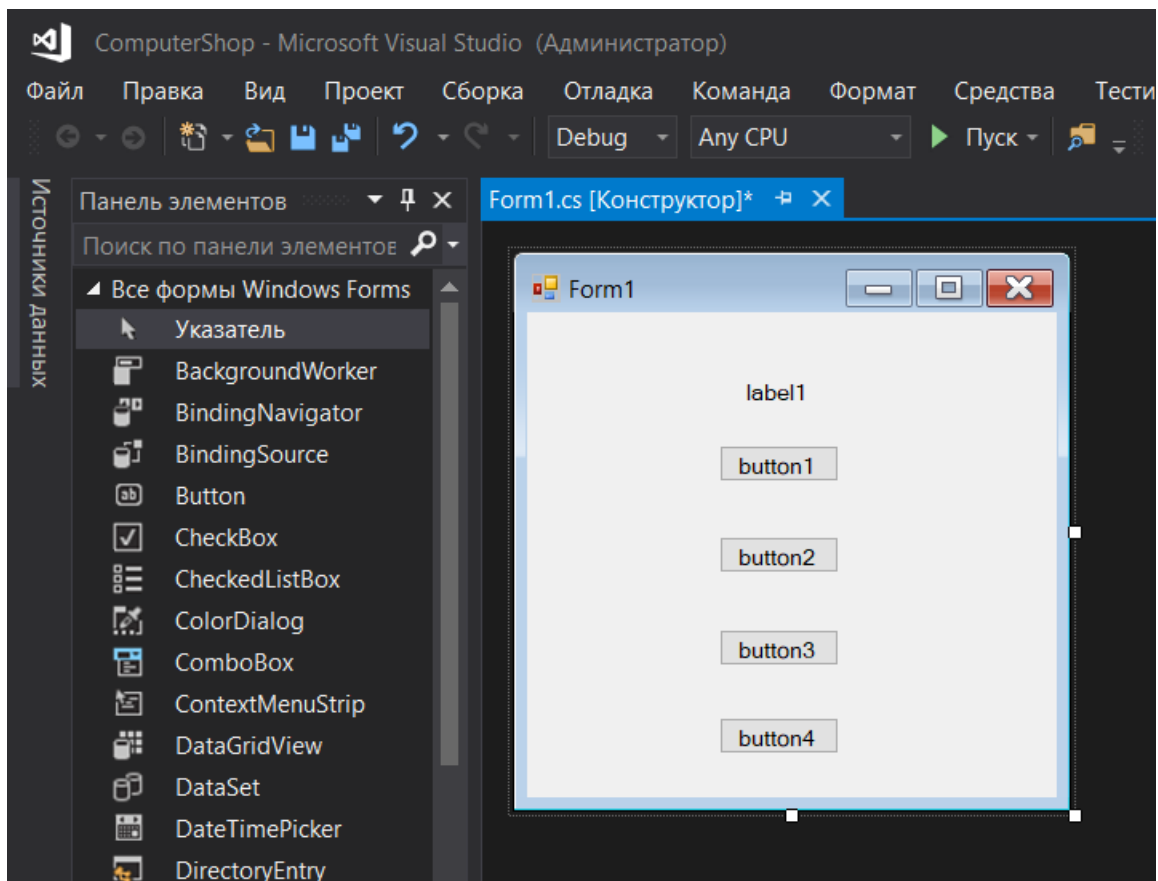 ComputerShop - Microsoft Visual Studio (Администратор)
Файл Правка Вид Проект Сборка Отладка Команда Формат Средства Тести
Debug Any CPU Пуск
Источники данных
Панель элементов
Поиск по панели элементов
Все формы Windows Forms
Указатель
BackgroundWorker
BindingNavigator
BindingSource
Button
CheckBox
CheckedListBox
ColorDialog
ComboBox
ContextMenuStrip
DataGridView
DataSet
DateTimePicker
DirectoryEntry
Form1.cs [Конструктор]*
Form1
label1
button1
button2
button3
button4